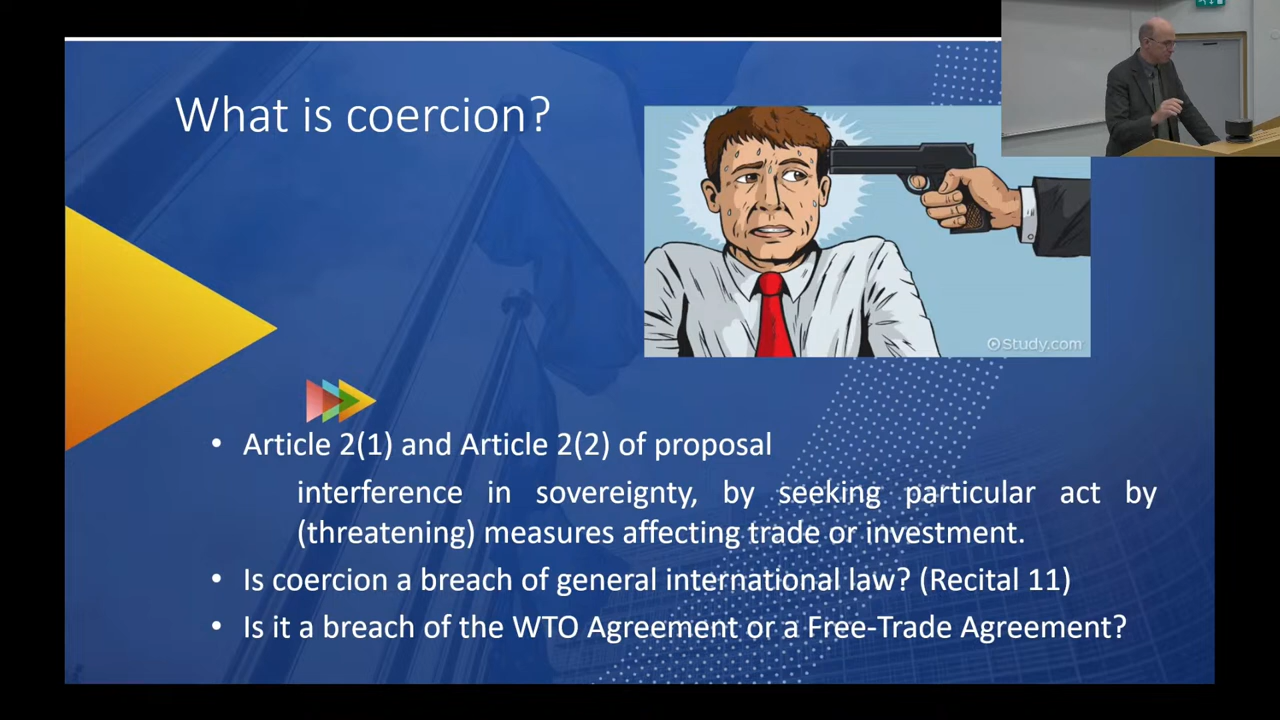 What is coercion?
Study.com
• Article 2(1) and Article 2(2) of proposal
interference in sovereignty, by seeking particular act by
(threatening) measures affecting trade or investment.
• Is coercion a breach of general international law? (Recital 11)
• Is it a breach of the WTO Agreement or a Free-Trade Agreement?